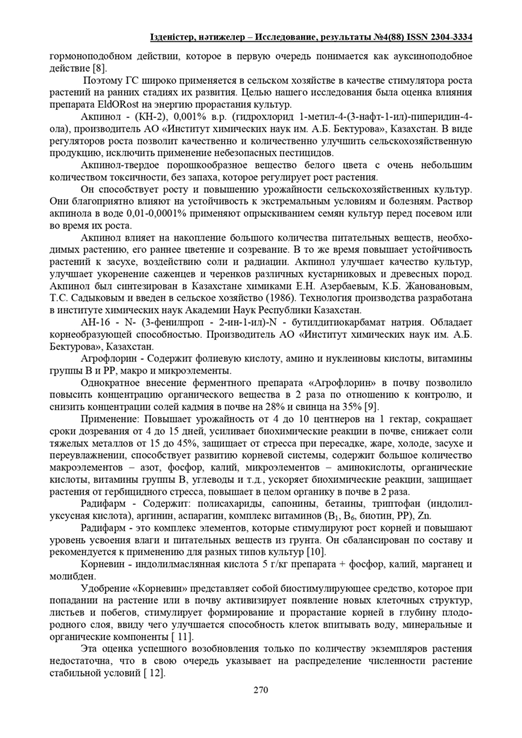 Ізденістер, нәтижелер – Исследование, результаты №4(88) ISSN 2304-3334
гормоноподобном действии, которое в первую очередь понимается как ауксиноподобное
действие [8].
Поэтому ГС широко применяется в сельском хозяйстве в качестве стимулятора роста
растений на ранних стадиях их развития. Целью нашего исследования была оценка влияния
препарата EldORost на энергию прорастания культур.
Акпинол - (КН-2), 0,001% в.р. (гидрохлорид 1-метил-4-(3-нафт-1-ил)-пиперидин-4-
ола), производитель АО «Институт химических наук им. А.Б. Бектурова», Казахстан. В виде
регуляторов роста позволит качественно и количественно улучшить сельскохозяйственную
продукцию, исключить применение небезопасных пестицидов.
Акпинол-твердое порошкообразное вещество белого цвета с очень небольшим
количеством токсичности, без запаха, которое регулирует рост растения.
Он способствует росту и повышению урожайности сельскохозяйственных культур.
Они благоприятно влияют на устойчивость к экстремальным условиям и болезням. Раствор
акпинола в воде 0,01-0,0001% применяют опрыскиванием семян культур перед посевом или
во время их роста.
Акпинол влияет на накопление большого количества питательных веществ, необхо-
димых растению, его раннее цветение и созревание. В то же время повышает устойчивость
растений к засухе, воздействию соли и радиации. Акпинол улучшает качество культур,
улучшает укоренение саженцев и черенков различных кустарниковых и древесных пород.
Акпинол был синтезирован в Казахстане химиками Е.Н. Азербаевым, К.Б. Жановановым,
Т.С. Садыковым и введен в сельское хозяйство (1986). Технология производства разработана
в институте химических наук Академии Наук Республики Казахстан.
АН-16 - N- (3-фенилпроп - 2-ин-1-ил)-N - бутилдитиокарбамат натрия. Обладает
корнеобразующей способностью. Производитель АО «Институт химических наук им. А.Б.
Бектурова», Казахстан.
Агрофлорин - Содержит фолиевую кислоту, амино и нуклеиновы кислоты, витамины
группы В и РР, макро и микроэлементы.
Однократное внесение ферментного препарата «Агрофлорин» в почву позволило
повысить концентрацию органического вещества в 2 раза по отношению к контролю, и
снизить концентрации солей кадмия в почве на 28% и свинца на 35% [9].
Применение: Повышает урожайность от 4 до 10 центнеров на 1 гектар, сокращает
сроки дозревания от 4 до 15 дней, усиливает биохимические реакции в почве, снижает соли
тяжелых металлов от 15 до 45%, защищает от стресса при пересадке, жаре, холоде, засухе и
переувлажнении, способствует развитию корневой системы, содержит большое количество
макроэлементов – азот, фосфор, калий, микроэлементов – аминокислоты, органические
кислоты, витамины группы В, углеводы и т.д., ускоряет биохимические реакции, защищает
растения от гербицидного стресса, повышает в целом органику в почве в 2 раза.
Радифарм - Содержит: полисахариды, сапонины, бетаины, триптофан (индолил-
уксусная кислота), аргинин, аспарагин, комплекс витаминов (В₁, В₆, биотин, РР), Zn.
Радифарм - это комплекс элементов, которые стимулируют рост корней и повышают
уровень усвоения влаги и питательных веществ из грунта. Он сбалансирован по составу и
рекомендуется к применению для разных типов культур [10].
Корневин - индолилмасляная кислота 5 г/кг препарата + фосфор, калий, марганец и
молибден.
Удобрение «Корневин» представляет собой биостимулирующее средство, которое при
попадании на растение или в почву активизирует появление новых клеточных структур,
листьев и побегов, стимулирует формирование и прорастание корней в глубину плодо-
родного слоя, ввиду чего улучшается способность клеток впитывать воду, минеральные и
органические компоненты [ 11].
Эта оценка успешного возобновления только по количеству экземпляров растения
недостаточна, что в свою очередь указывает на распределение численности растение
стабильной условий [ 12].
270